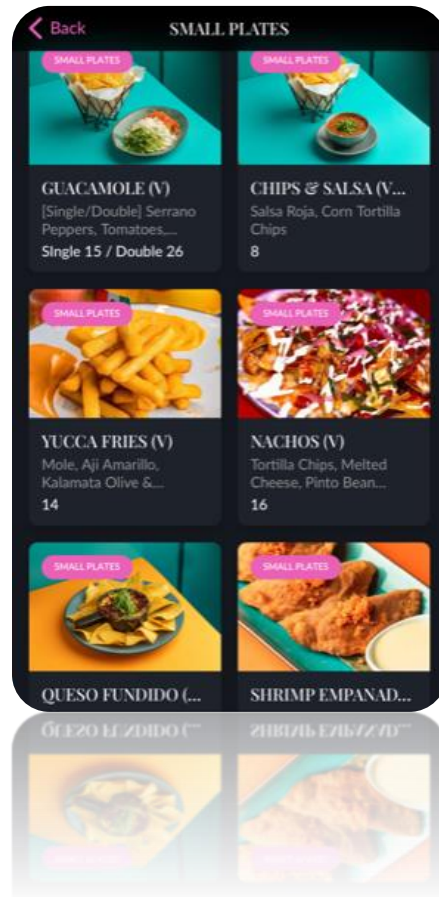 Back
SMALL PLATES
SMALL PLATES
SMALL PLATES
GUACAMOLE (V)
[Single/Double] Serrano
Peppers, Tomatoes,...
SIngle 15 / Double 26
CHIPS & SALSA (V...
Salsa Roja, Corn Tortilla
Chips
8
SMALL PLATES
SMALL PLATES
YUCCA FRIES (V)
Mole, Aji Amarillo,
Kalamata Olive &...
14
NACHOS (V)
Tortilla Chips, Melted
Cheese, Pinto Bean...
16
SMALL PLATES
SMALL PLATES
QUESO FUNDIDO (...
SHRIMP EMPANAD...